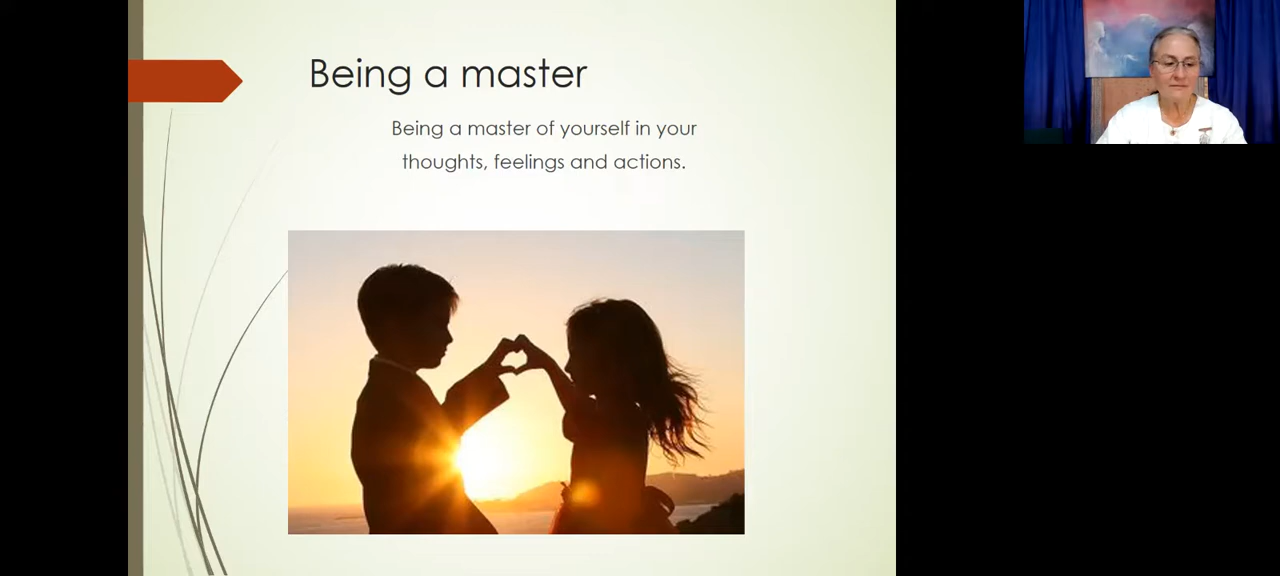 Being a master
Being a master of yourself in your
thoughts, feelings and actions.